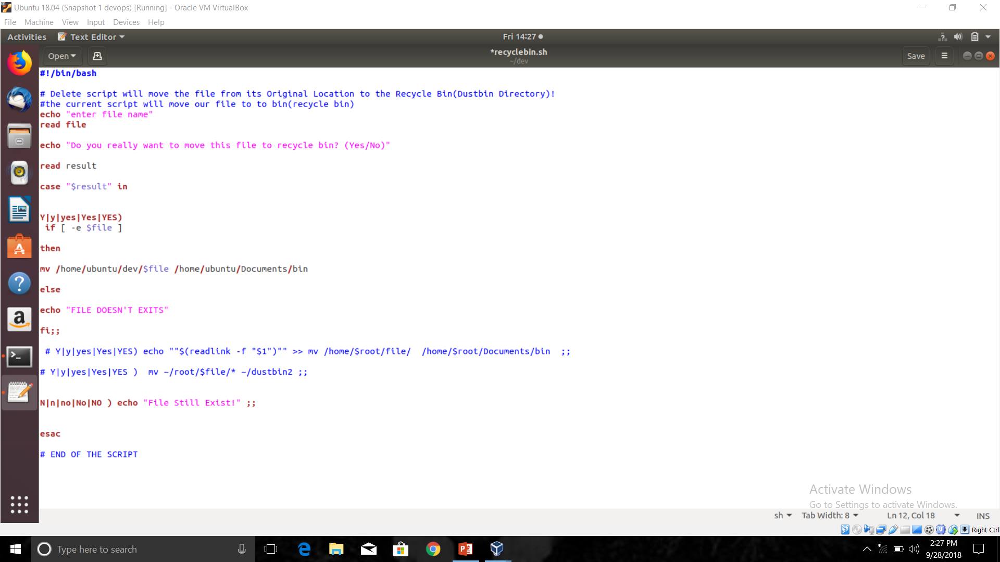 Ubuntu 18.04 (Snapshot 1 devops) [Running] - Oracle VM VirtualBox
File Machine View Input Devices Help
Activities Text Editor Fri 14:27
Open *recyclebin.sh Save
~/dev
#!/bin/bash
# Delete script will move the file from its Original Location to the Recycle Bin(Dustbin Directory)!
#the current script will move our file to to bin(recycle bin)
echo "enter file name"
read file
echo "Do you really want to move this file to recycle bin? (Yes/No)"
read result
case "$result" in
Y|y|yes|Yes|YES)
if [ -e $file ]
then
mv /home/ubuntu/dev/$file /home/ubuntu/Documents/bin
else
echo "FILE DOESN'T EXITS"
fi;;
# Y|y|yes|Yes|YES) echo ""$(readlink -f "$1")"" >> mv /home/$root/file/  /home/$root/Documents/bin  ;;
# Y|y|yes|Yes|YES )  mv ~/root/$file/* ~/dustbin2 ;;
N|n|no|No|NO ) echo "File Still Exist!" ;;
esac
# END OF THE SCRIPT
Activate Windows
Go to Settings to activate Windows.
sh Tab Width: 8 Ln 12, Col 18 INS
Right Ctrl
Type here to search
2:27 PM
9/28/2018